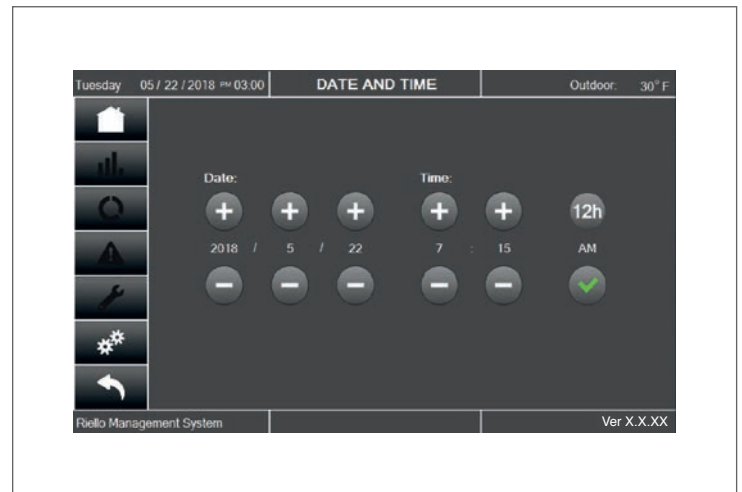 Tuesday 05 / 22 / 2018 PM 03:00 DATE AND TIME Outdoor: 30° F
Date: Time:
12h
2018 / 5 / 22 7 : 15 AM
Riello Management System Ver X.X.XX